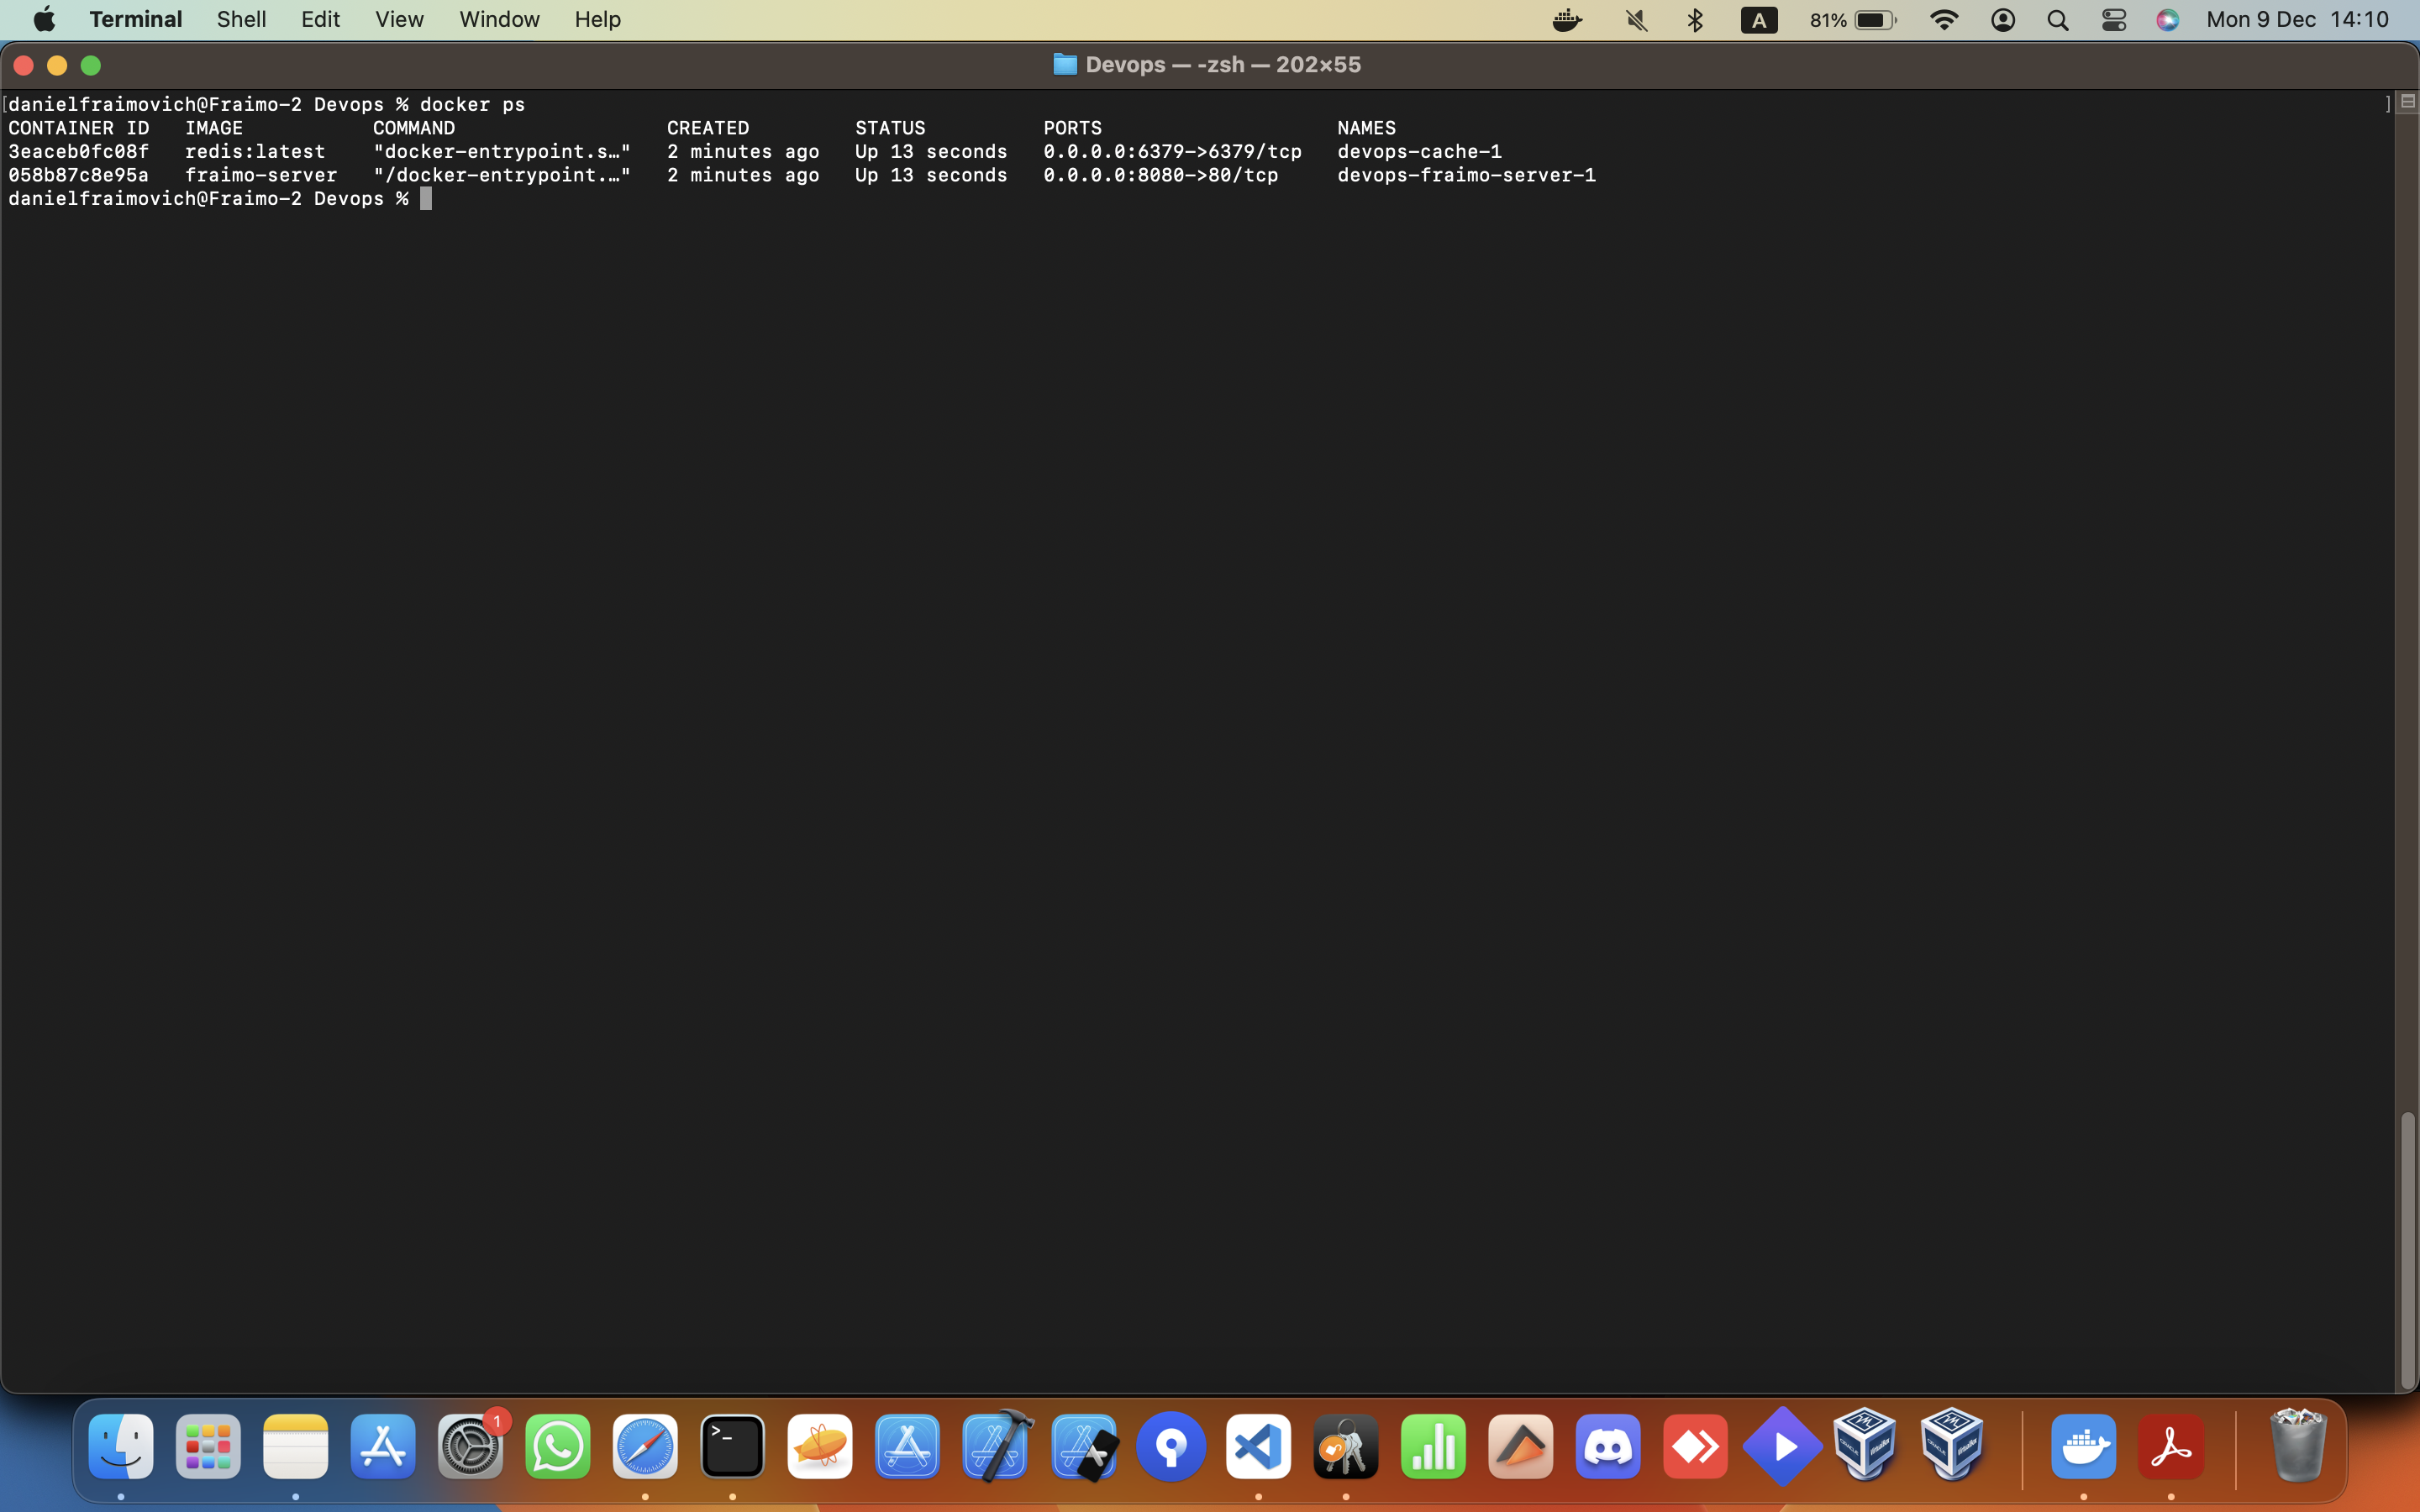 Terminal Shell Edit View Window Help A 81% Mon 9 Dec 14:10
Devops — -zsh — 202×55
[danielfraimovich@Fraimo-2 Devops % docker ps ]
CONTAINER ID IMAGE COMMAND CREATED STATUS PORTS NAMES
3eaceb0fc08f redis:latest "docker-entrypoint.s…" 2 minutes ago Up 13 seconds 0.0.0.0:6379->6379/tcp devops-cache-1
058b87c8e95a fraimo-server "/docker-entrypoint.…" 2 minutes ago Up 13 seconds 0.0.0.0:8080->80/tcp devops-fraimo-server-1
danielfraimovich@Fraimo-2 Devops %
1
>_